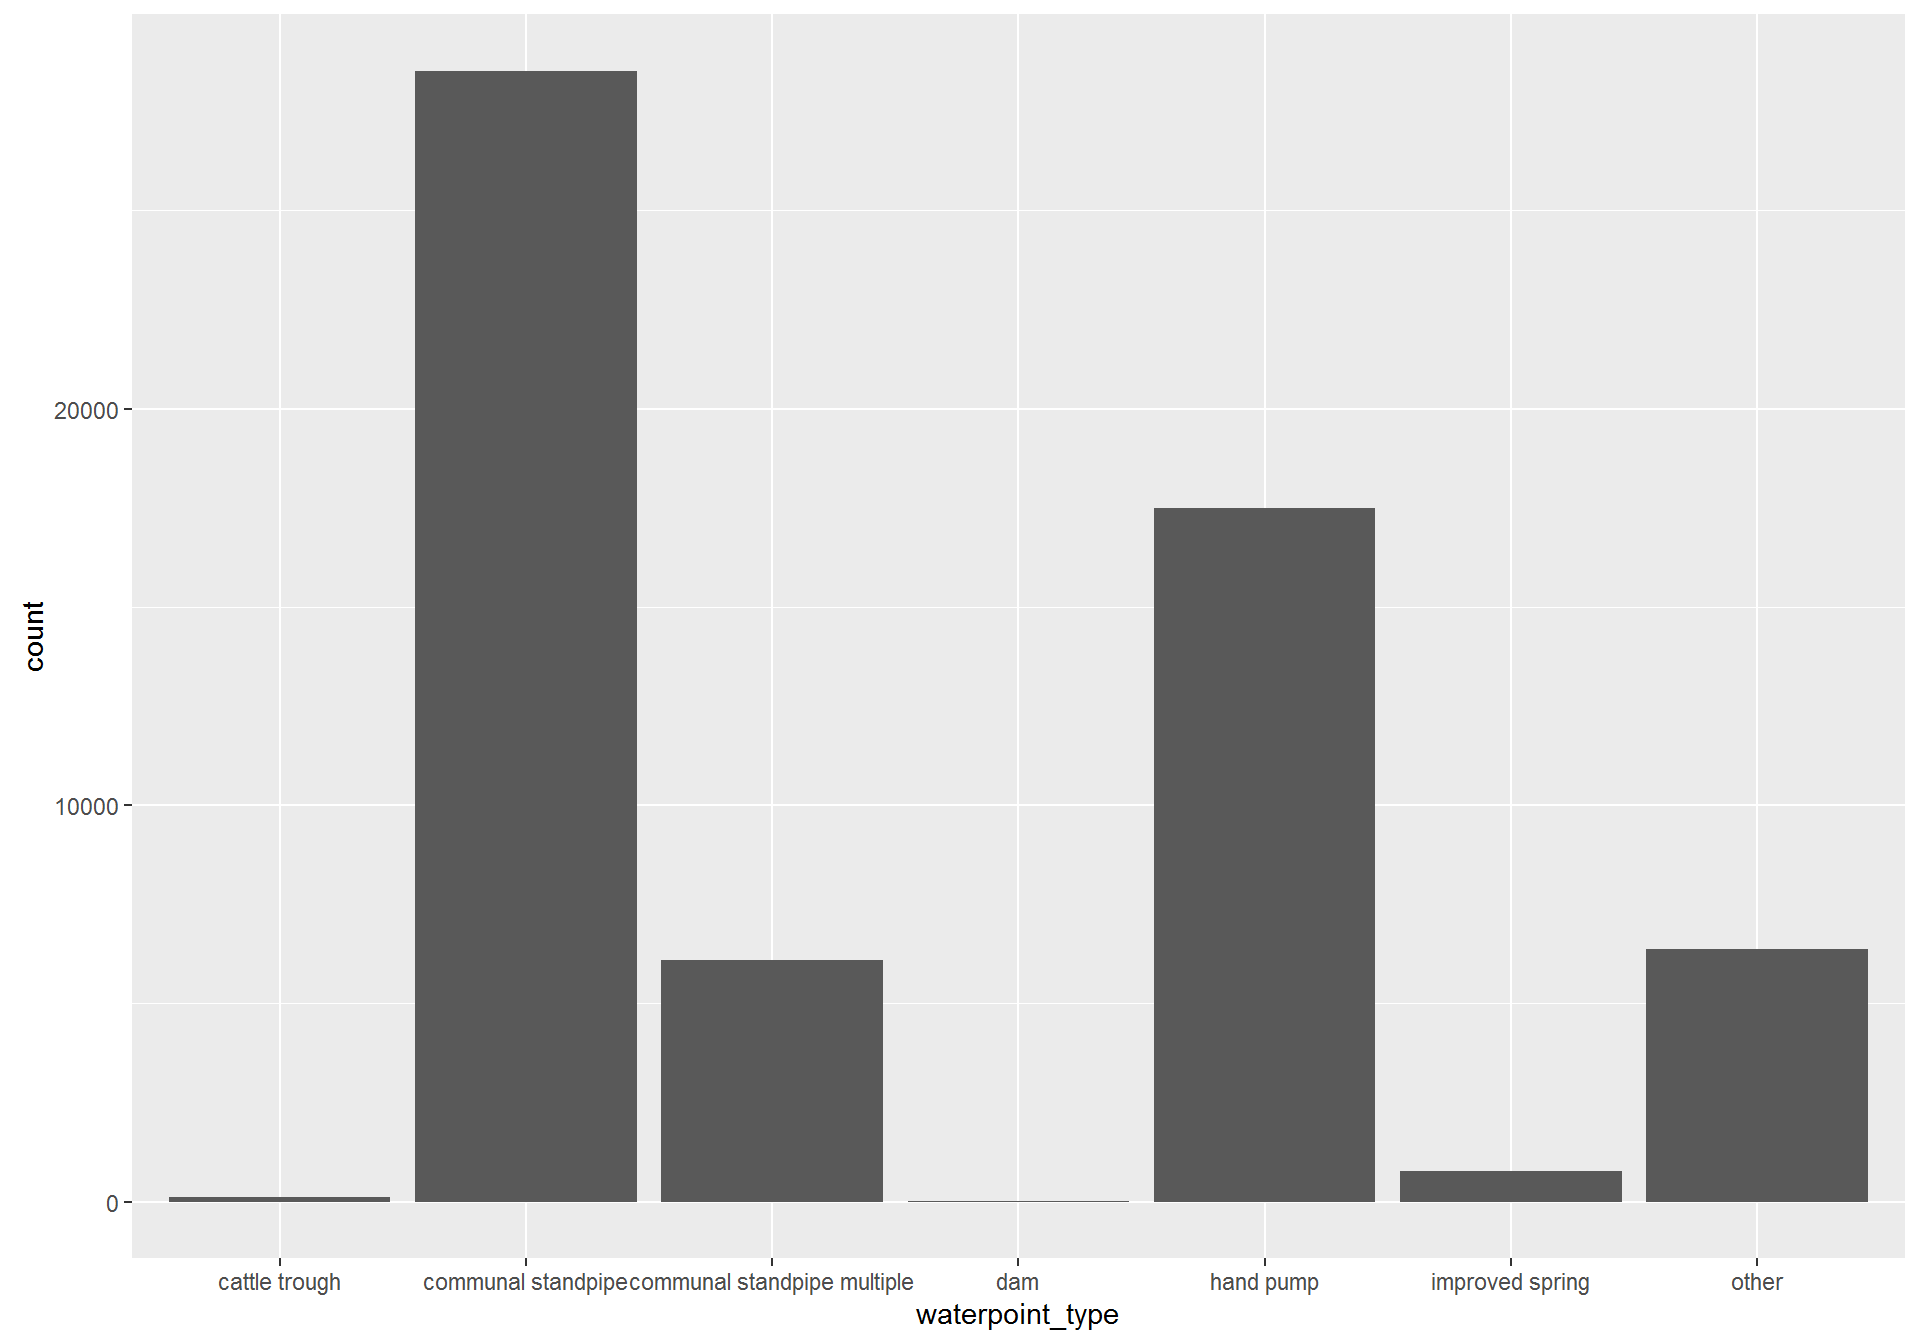 count
20000
10000
0
cattle trough communal standpipe communal standpipe multiple dam hand pump improved spring other
waterpoint_type